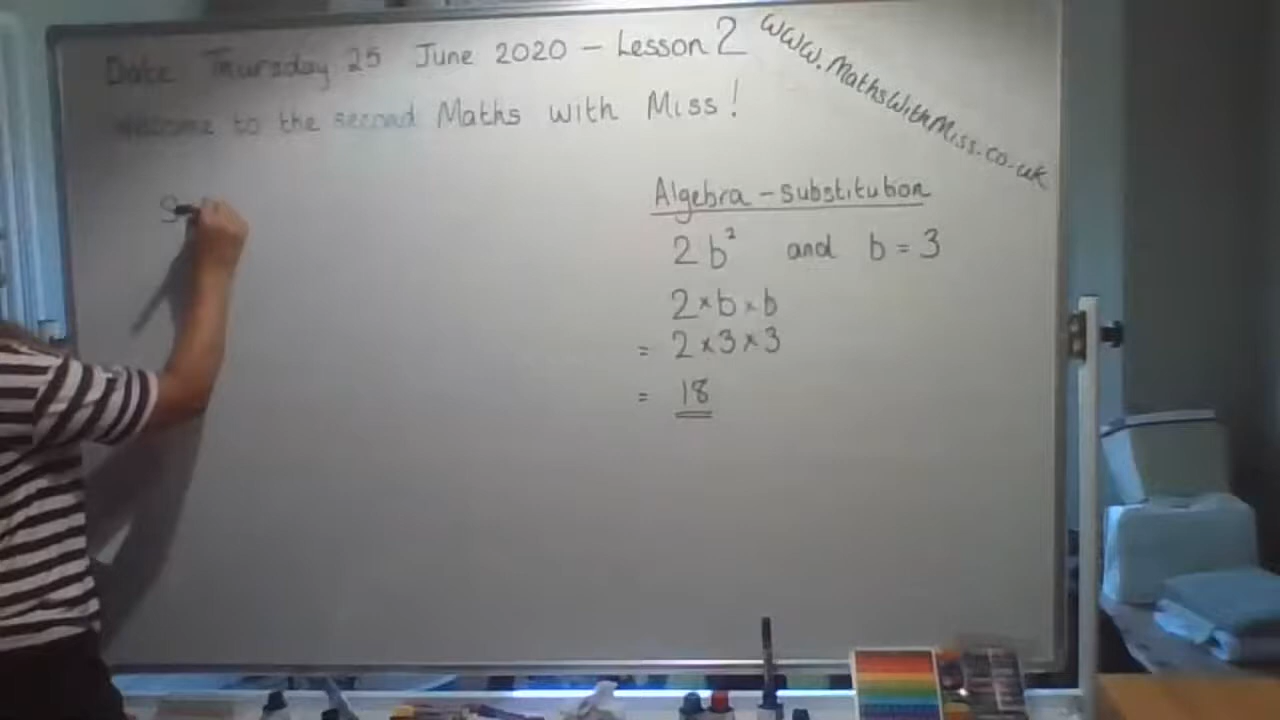 Date Thursday 25 June 2020 - Lesson 2
Welcome to the second Maths with Miss!
www.MathsWithMiss.co.uk
Algebra - substitution
2b² and b = 3
2 × b × b
= 2 × 3 × 3
= 18